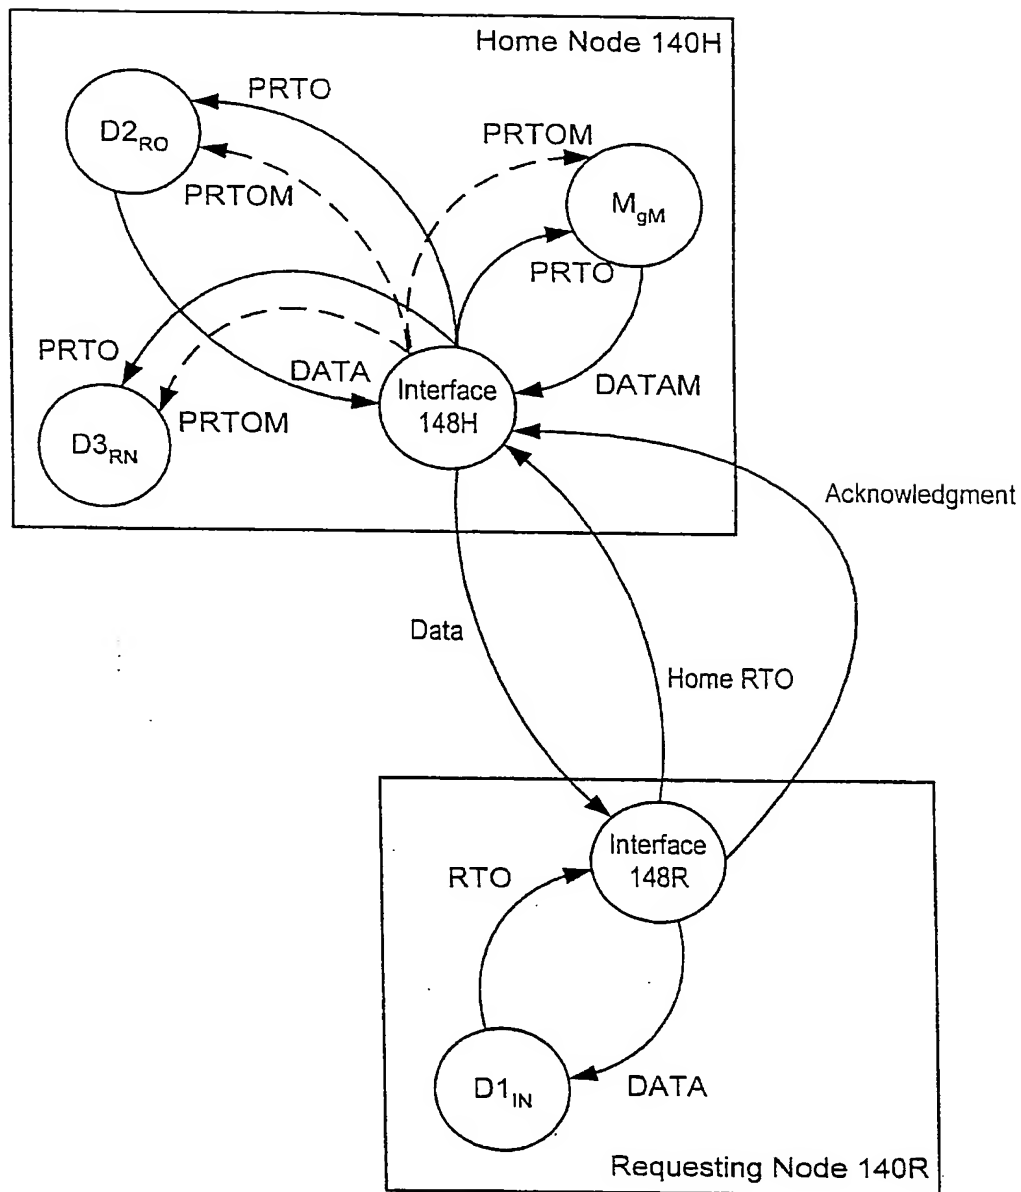 Home Node 140H
PRTO
D2RO
PRTOM
PRTOM
MgM
PRTO
PRTO
DATA
Interface
148H
DATAM
D3RN
PRTOM
Acknowledgment
Data
Home RTO
Interface
148R
RTO
D1IN
DATA
Requesting Node 140R